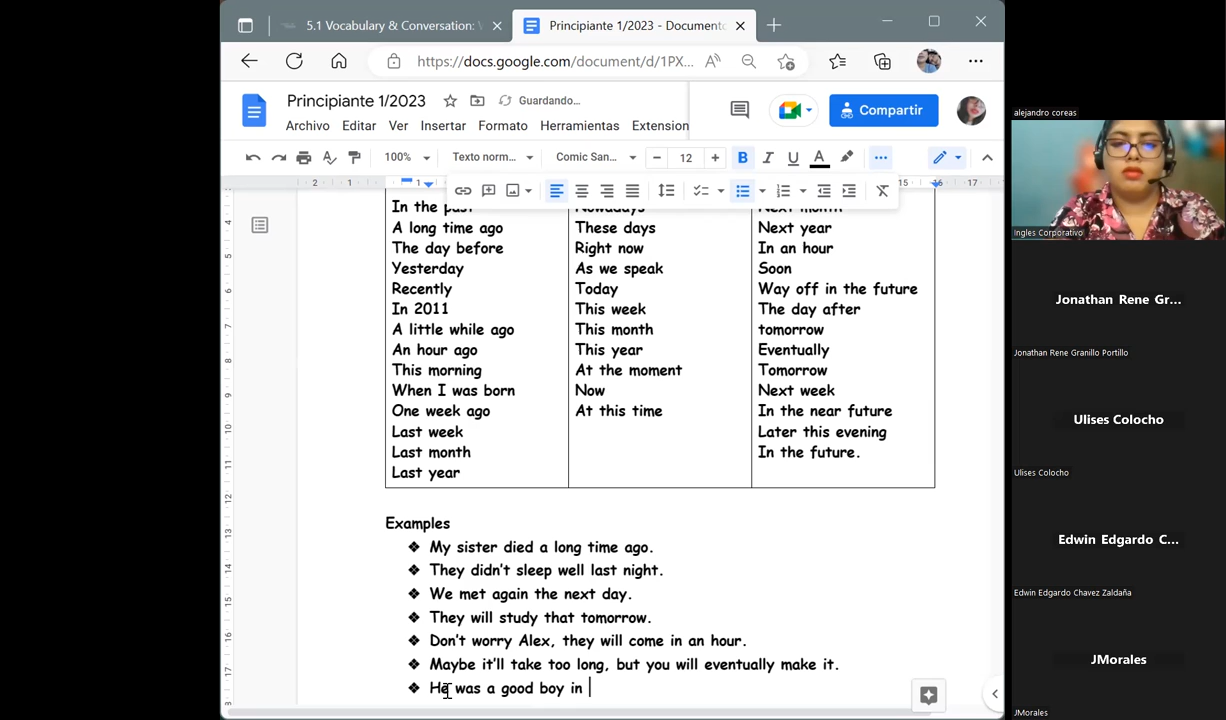 5.1 Vocabulary & Conversation:
Principiante 1/2023 - Documento
https://docs.google.com/document/d/1PX...
Principiante 1/2023
Guardando...
Archivo Editar Ver Insertar Formato Herramientas Extension
Compartir
100% Texto norm... Comic San... 12
2 1 1 15 16 17
In the past
A long time ago
The day before
Yesterday
Recently
In 2011
A little while ago
An hour ago
This morning
When I was born
One week ago
Last week
Last month
Last year
Nowadays
These days
Right now
As we speak
Today
This week
This month
This year
At the moment
Now
At this time
Next month
Next year
In an hour
Soon
Way off in the future
The day after
tomorrow
Eventually
Tomorrow
Next week
In the near future
Later this evening
In the future.
Examples
❖ My sister died a long time ago.
❖ They didn't sleep well last night.
❖ We met again the next day.
❖ They will study that tomorrow.
❖ Don't worry Alex, they will come in an hour.
❖ Maybe it'll take too long, but you will eventually make it.
❖ He was a good boy in
alejandro coreas
Ingles Corporativo
Jonathan Rene Gr...
Jonathan Rene Granillo Portillo
Ulises Colocho
Ulises Colocho
Edwin Edgardo C...
Edwin Edgardo Chavez Zaldaña
JMorales
JMorales